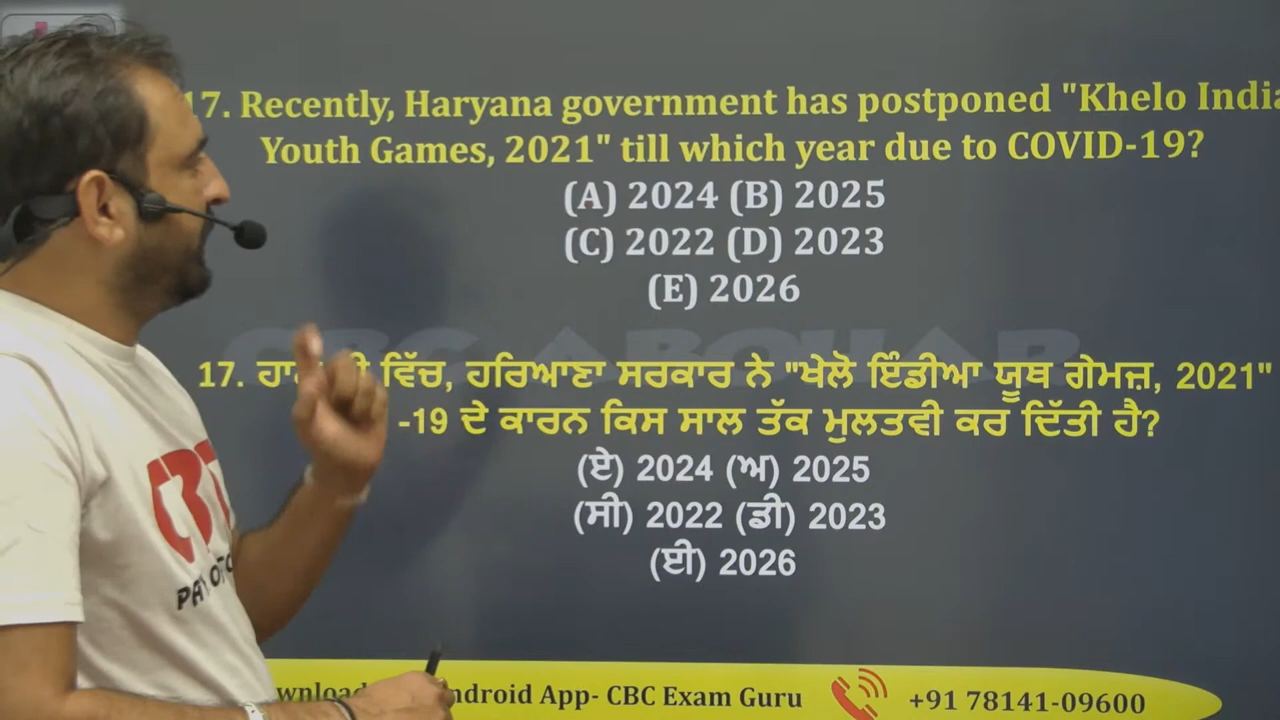 17. Recently, Haryana government has postponed "Khelo India
Youth Games, 2021" till which year due to COVID-19?
(A) 2024 (B) 2025
(C) 2022 (D) 2023
(E) 2026
CBC ABOHAR
17. ਵਿੱਚ, ਹਰਿਆਣਾ ਸਰਕਾਰ ਨੇ "ਖੇਲੋ ਇੰਡੀਆ ਯੂਥ ਗੇਮਜ਼, 2021"
-19 ਦੇ ਕਾਰਨ ਕਿਸ ਸਾਲ ਤੱਕ ਮੁਲਤਵੀ ਕਰ ਦਿੱਤੀ ਹੈ?
(ਏ) 2024 (ਅ) 2025
(ਸੀ) 2022 (ਡੀ) 2023
(ਈ) 2026
App- CBC Exam Guru
+91 78141-09600